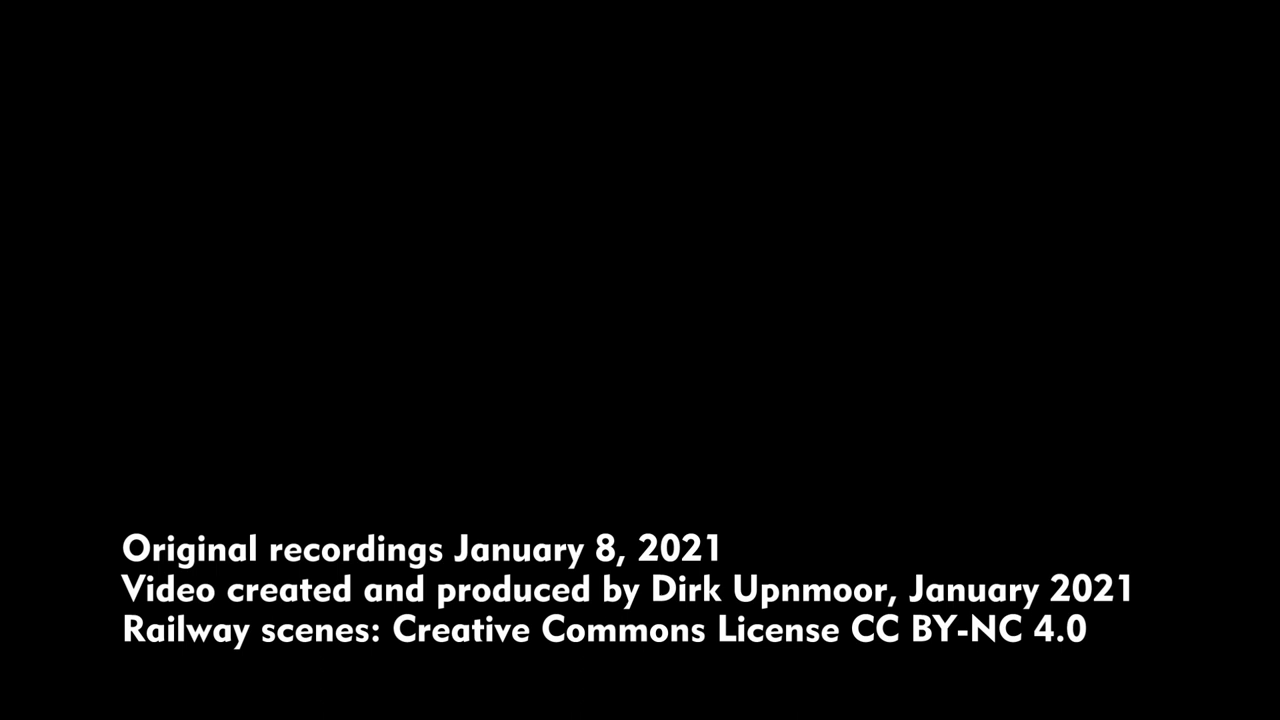 Original recordings January 8, 2021
Video created and produced by Dirk Upnmoor, January 2021
Railway scenes: Creative Commons License CC BY-NC 4.0